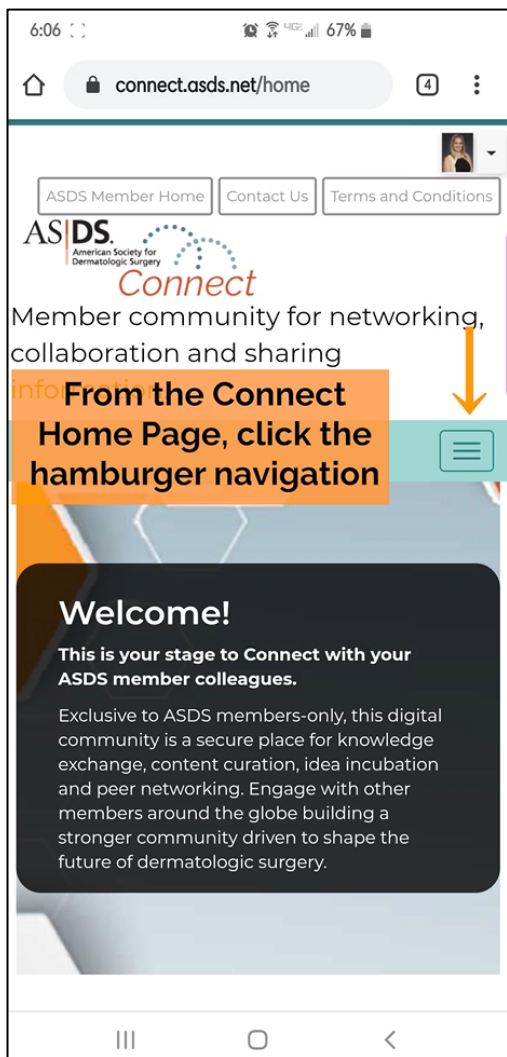 6:06 4GE 67%
connect.asds.net/home 4
ASDS Member Home Contact Us Terms and Conditions
AS|DS.
American Society for
Dermatologic Surgery
Connect
Member community for networking,
collaboration and sharing
information
From the Connect
Home Page, click the
hamburger navigation
Welcome!
This is your stage to Connect with your
ASDS member colleagues.
Exclusive to ASDS members-only, this digital
community is a secure place for knowledge
exchange, content curation, idea incubation
and peer networking. Engage with other
members around the globe building a
stronger community driven to shape the
future of dermatologic surgery.